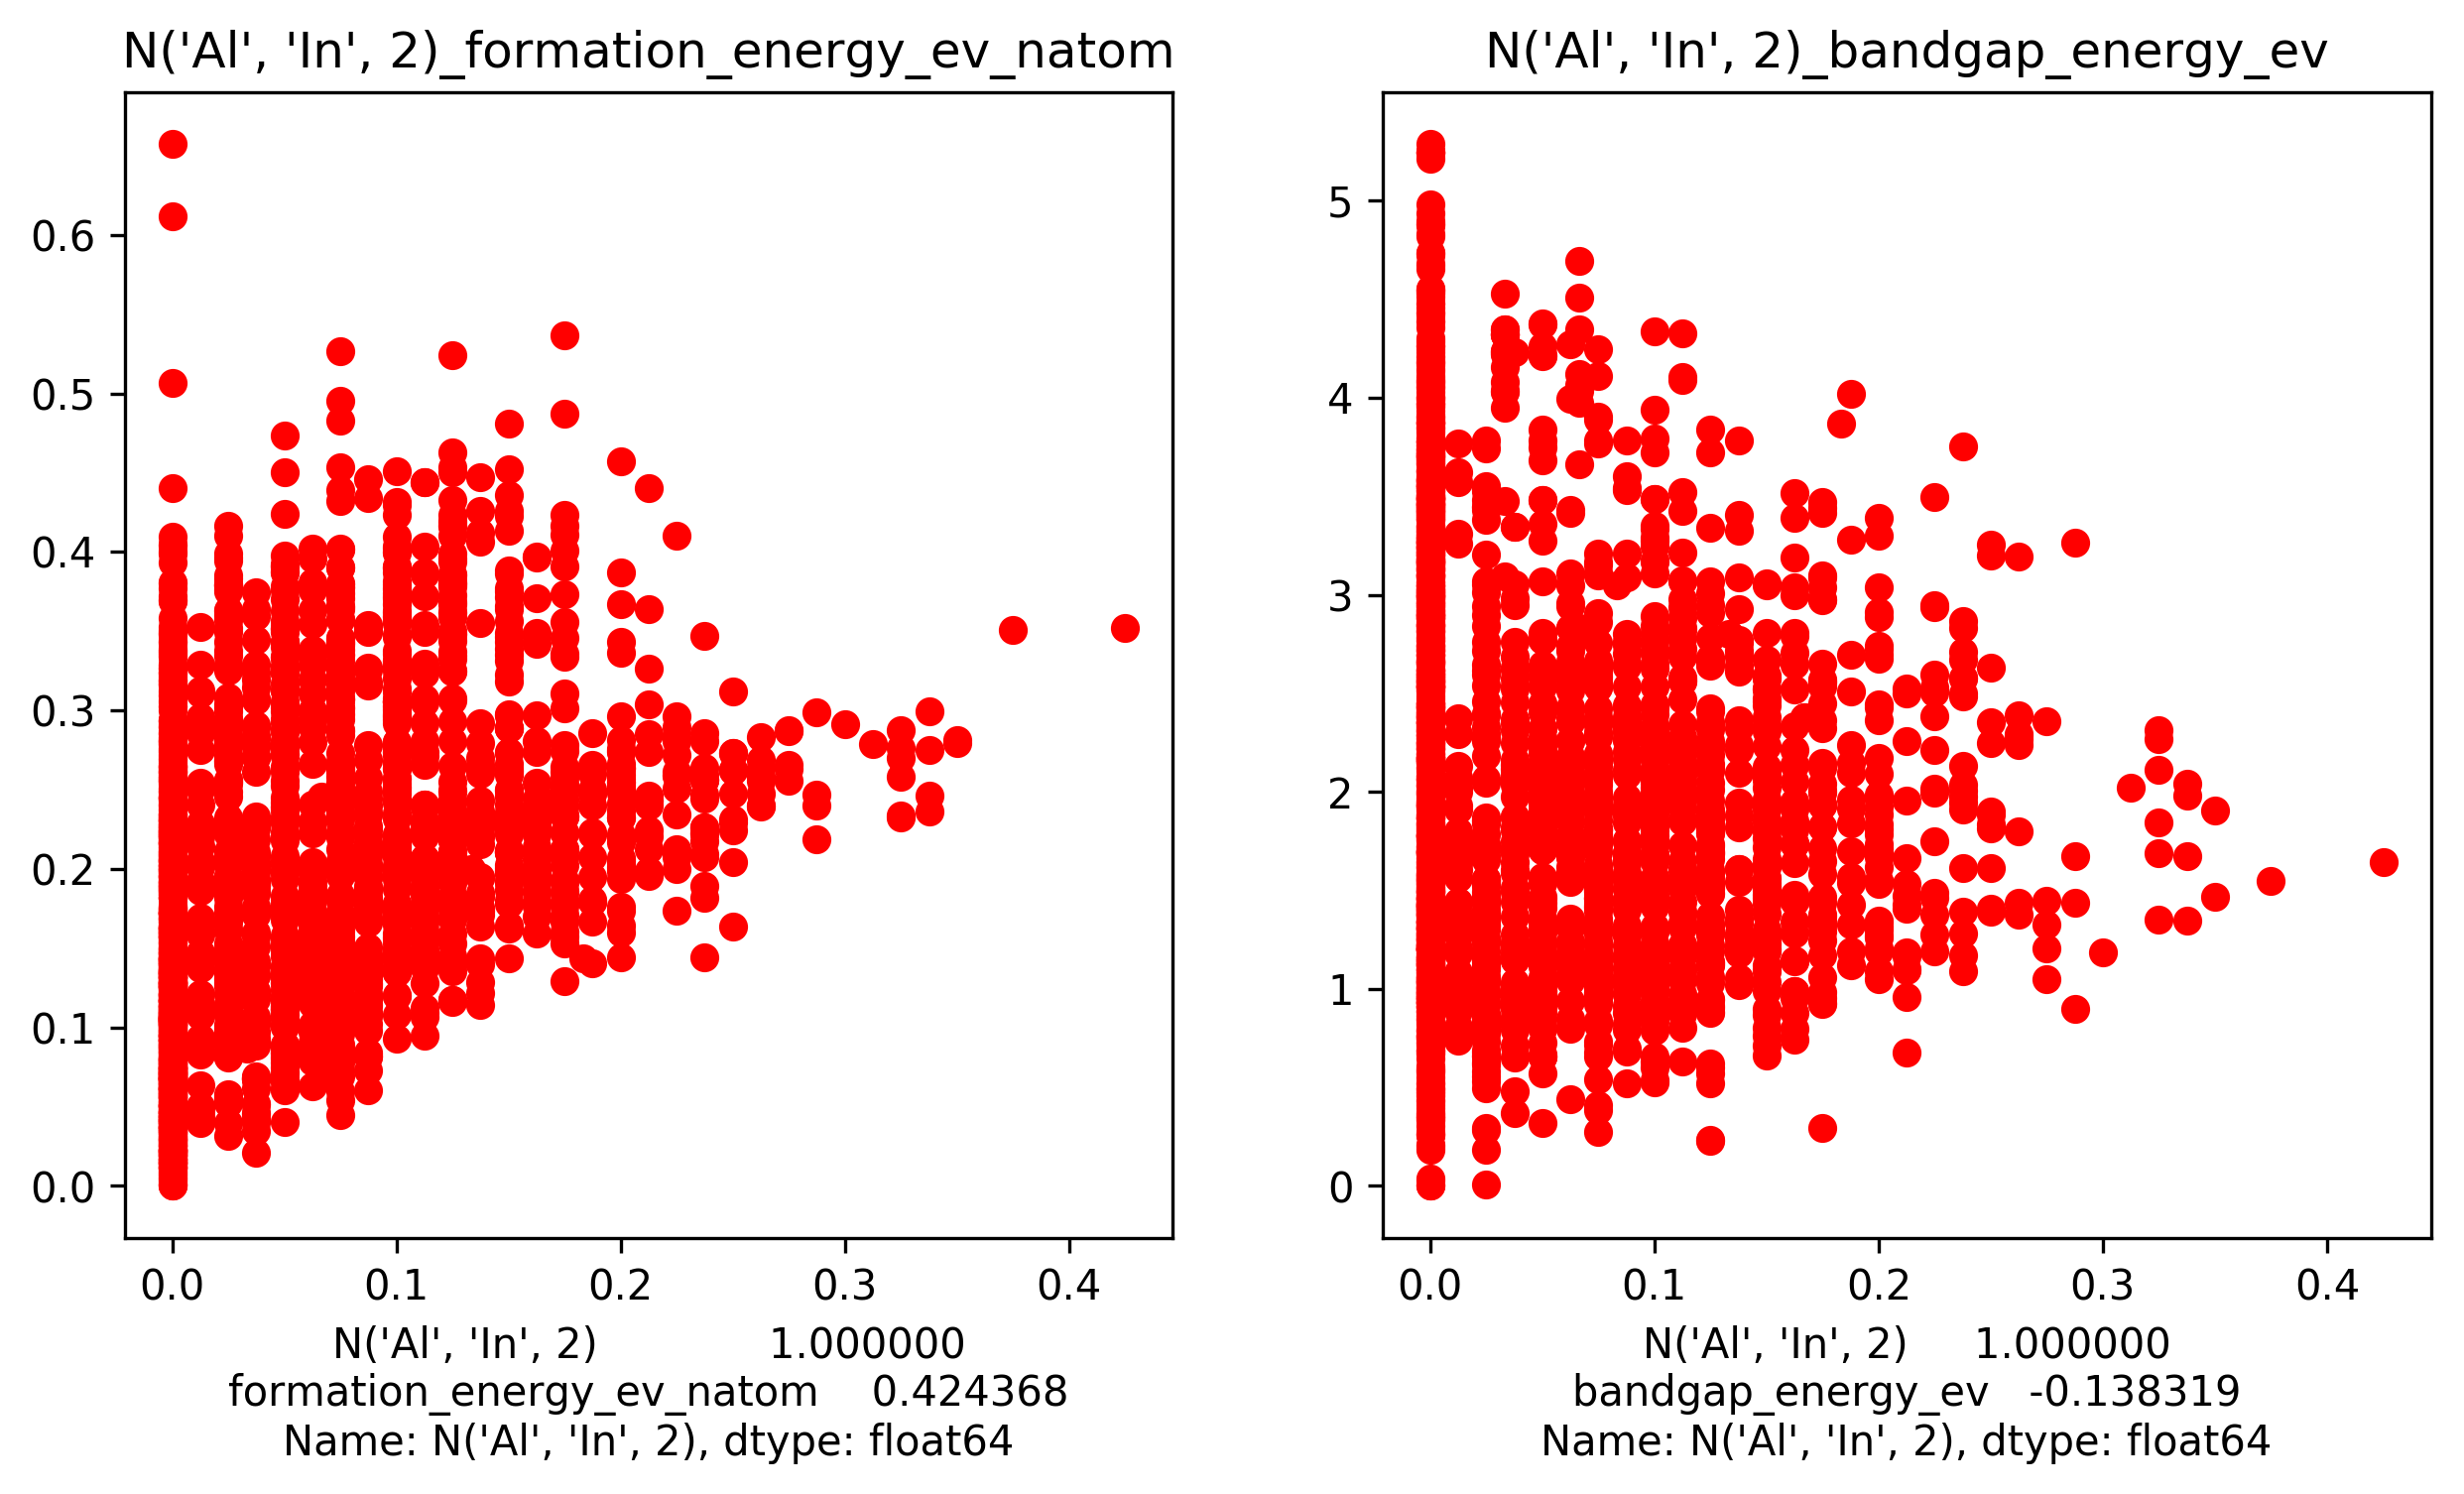 N('Al', 'In', 2)_formation_energy_ev_natom
0.6
0.5
0.4
0.3
0.2
0.1
0.0
0.0 0.1 0.2 0.3 0.4
N('Al', 'In', 2) 1.000000
formation_energy_ev_natom 0.424368
Name: N('Al', 'In', 2), dtype: float64
N('Al', 'In', 2)_bandgap_energy_ev
5
4
3
2
1
0
0.0 0.1 0.2 0.3 0.4
N('Al', 'In', 2) 1.000000
bandgap_energy_ev -0.138319
Name: N('Al', 'In', 2), dtype: float64